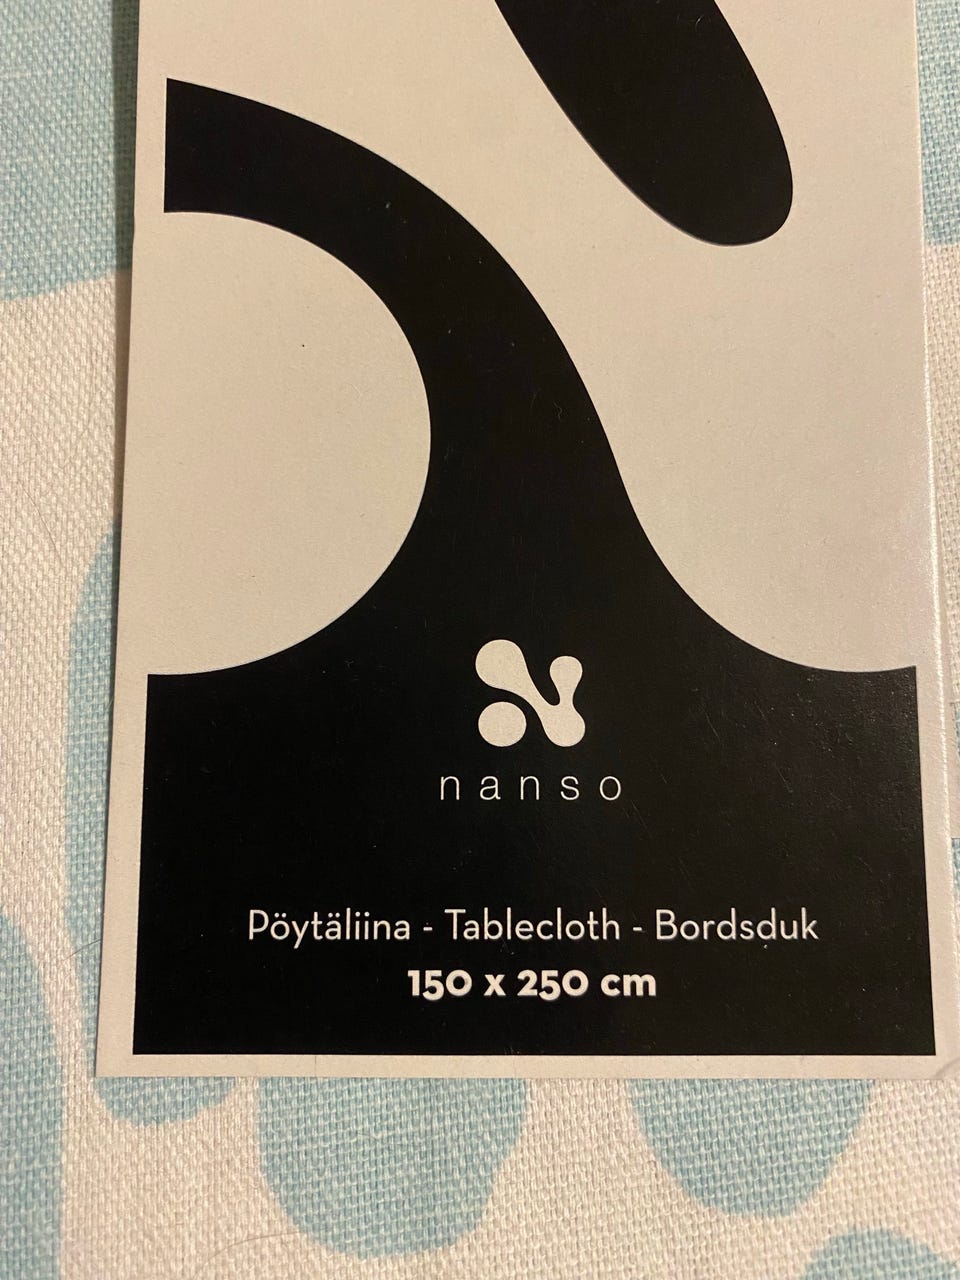 nanso
Pöytäliina - Tablecloth - Bordsduk
150 x 250 cm